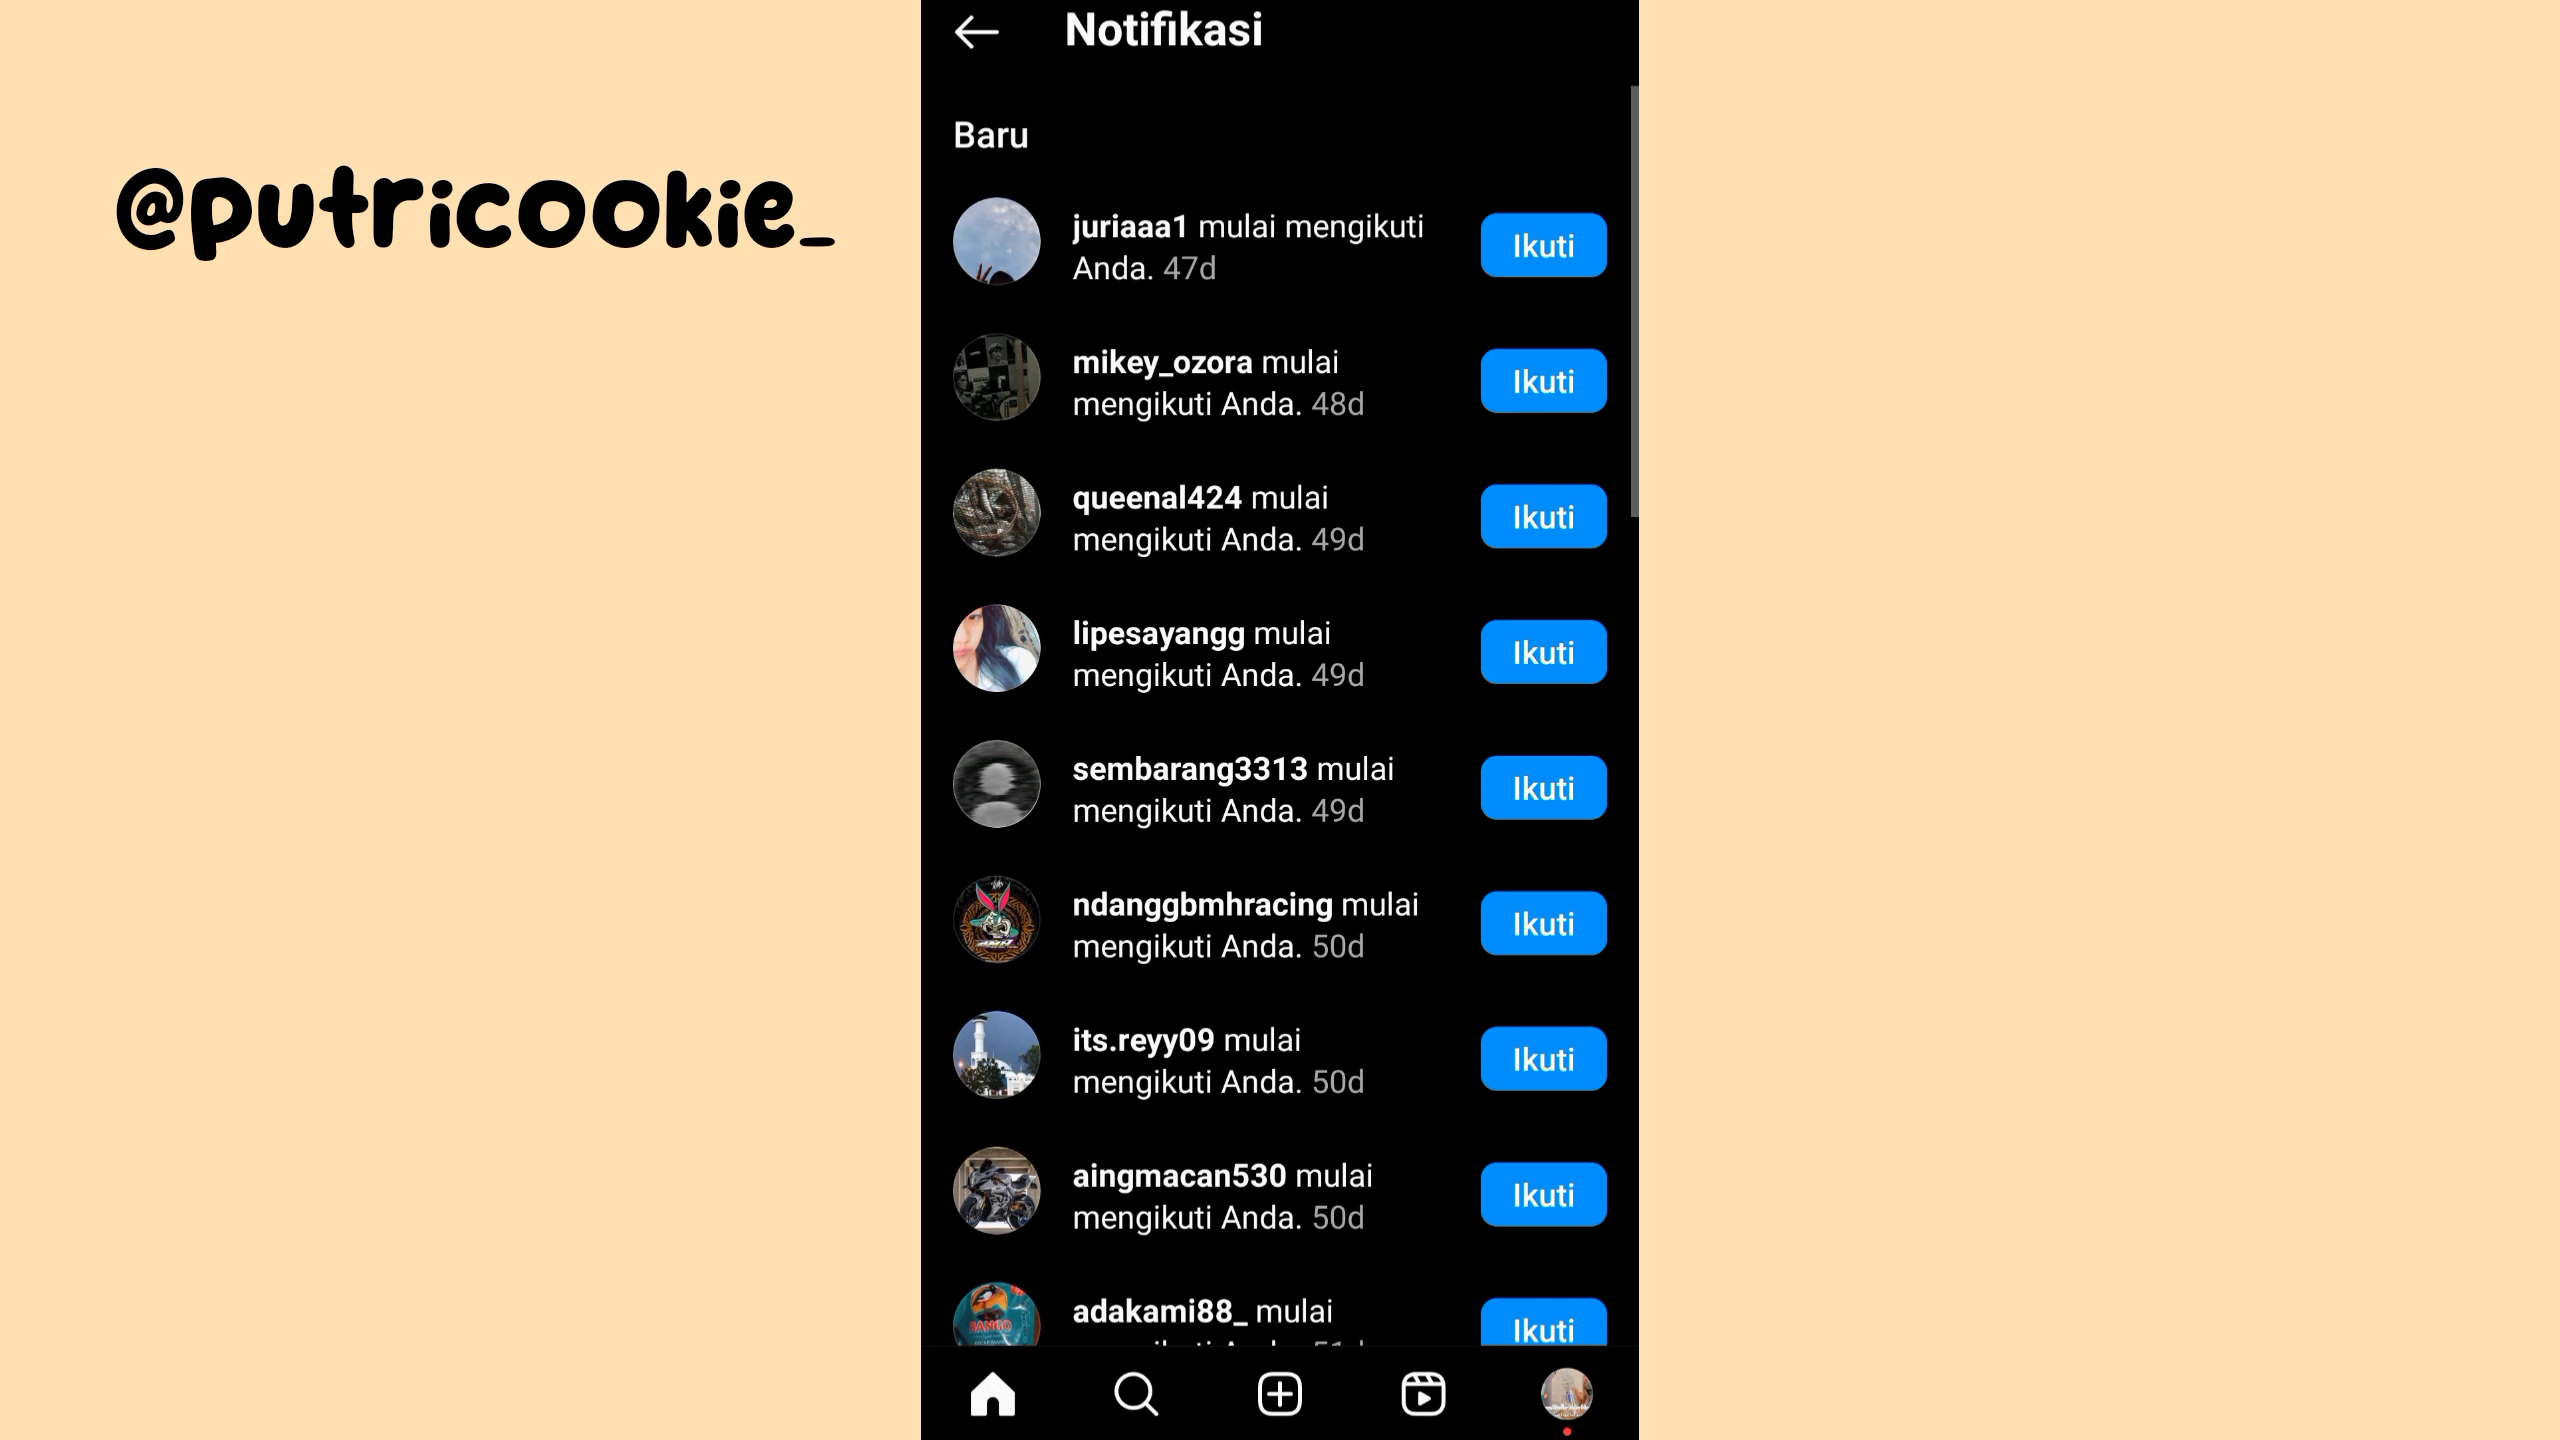 @putricookie_
Notifikasi
Baru
juriaaa1 mulai mengikuti
Anda. 47d
Ikuti
mikey_ozora mulai
mengikuti Anda. 48d
Ikuti
queenal424 mulai
mengikuti Anda. 49d
Ikuti
lipesayangg mulai
mengikuti Anda. 49d
Ikuti
sembarang3313 mulai
mengikuti Anda. 49d
Ikuti
ndanggbmhracing mulai
mengikuti Anda. 50d
Ikuti
its.reyy09 mulai
mengikuti Anda. 50d
Ikuti
aingmacan530 mulai
mengikuti Anda. 50d
Ikuti
adakami88_ mulai
Ikuti
BANGO